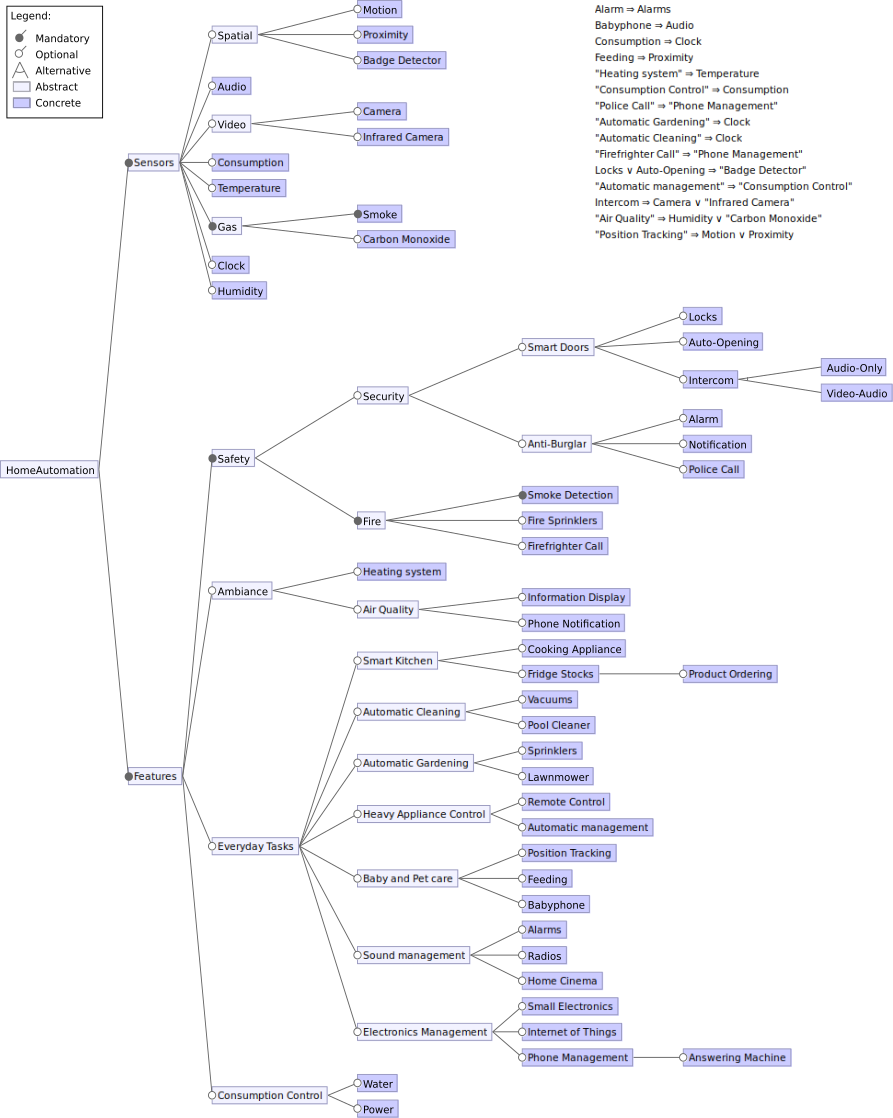 Legend:
Mandatory
Optional
Alternative
Abstract
Concrete
Alarm ⇒ Alarms
Babyphone ⇒ Audio
Consumption ⇒ Clock
Feeding ⇒ Proximity
"Heating system" ⇒ Temperature
"Consumption Control" ⇒ Consumption
"Police Call" ⇒ "Phone Management"
"Automatic Gardening" ⇒ Clock
"Automatic Cleaning" ⇒ Clock
"Firefrighter Call" ⇒ "Phone Management"
Locks ∨ Auto-Opening ⇒ "Badge Detector"
"Automatic management" ⇒ "Consumption Control"
Intercom ⇒ Camera ∨ "Infrared Camera"
"Air Quality" ⇒ Humidity ∨ "Carbon Monoxide"
"Position Tracking" ⇒ Motion ∨ Proximity
HomeAutomation
Sensors
Spatial
Motion
Proximity
Badge Detector
Audio
Video
Camera
Infrared Camera
Consumption
Temperature
Gas
Smoke
Carbon Monoxide
Clock
Humidity
Features
Safety
Security
Smart Doors
Locks
Auto-Opening
Intercom
Audio-Only
Video-Audio
Anti-Burglar
Alarm
Notification
Police Call
Fire
Smoke Detection
Fire Sprinklers
Firefrighter Call
Ambiance
Heating system
Air Quality
Information Display
Phone Notification
Everyday Tasks
Smart Kitchen
Cooking Appliance
Fridge Stocks
Product Ordering
Automatic Cleaning
Vacuums
Pool Cleaner
Automatic Gardening
Sprinklers
Lawnmower
Heavy Appliance Control
Remote Control
Automatic management
Baby and Pet care
Position Tracking
Feeding
Babyphone
Sound management
Alarms
Radios
Home Cinema
Electronics Management
Small Electronics
Internet of Things
Phone Management
Answering Machine
Consumption Control
Water
Power